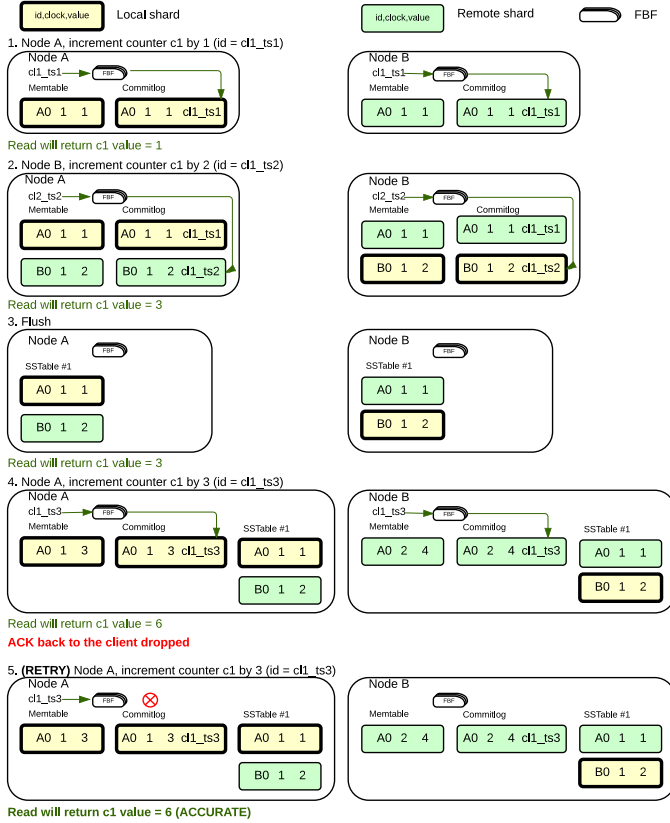 id,clock,value Local shard id,clock,value Remote shard FBF
1. Node A, increment counter c1 by 1 (id = cl1_ts1)
Node A Node B
cl1_ts1 FBF cl1_ts1 FBF
Memtable Commitlog Memtable Commitlog
A0 1 1 A0 1 1 cl1_ts1 A0 1 1 A0 1 1 cl1_ts1
Read will return c1 value = 1
2. Node B, increment counter c1 by 2 (id = cl1_ts2)
Node A Node B
cl2_ts2 FBF cl2_ts2 FBF
Memtable Commitlog Memtable Commitlog
A0 1 1 A0 1 1 cl1_ts1 A0 1 1 A0 1 1 cl1_ts1
B0 1 2 B0 1 2 cl1_ts2 B0 1 2 B0 1 2 cl1_ts2
Read will return c1 value = 3
3. Flush
Node A FBF Node B FBF
SSTable #1 SSTable #1
A0 1 1 A0 1 1
B0 1 2 B0 1 2
Read will return c1 value = 3
4. Node A, increment counter c1 by 3 (id = cl1_ts3)
Node A Node B
cl1_ts3 FBF cl1_ts3 FBF
Memtable Commitlog SSTable #1 Memtable Commitlog SSTable #1
A0 1 3 A0 1 3 cl1_ts3 A0 1 1 A0 2 4 A0 2 4 cl1_ts3 A0 1 1
B0 1 2 B0 1 2
Read will return c1 value = 6
ACK back to the client dropped
5. (RETRY) Node A, increment counter c1 by 3 (id = cl1_ts3)
Node A Node B
cl1_ts3 FBF FBF
Memtable Commitlog SSTable #1 Memtable Commitlog SSTable #1
A0 1 3 A0 1 3 cl1_ts3 A0 1 1 A0 2 4 A0 2 4 cl1_ts3 A0 1 1
B0 1 2 B0 1 2
Read will return c1 value = 6 (ACCURATE)